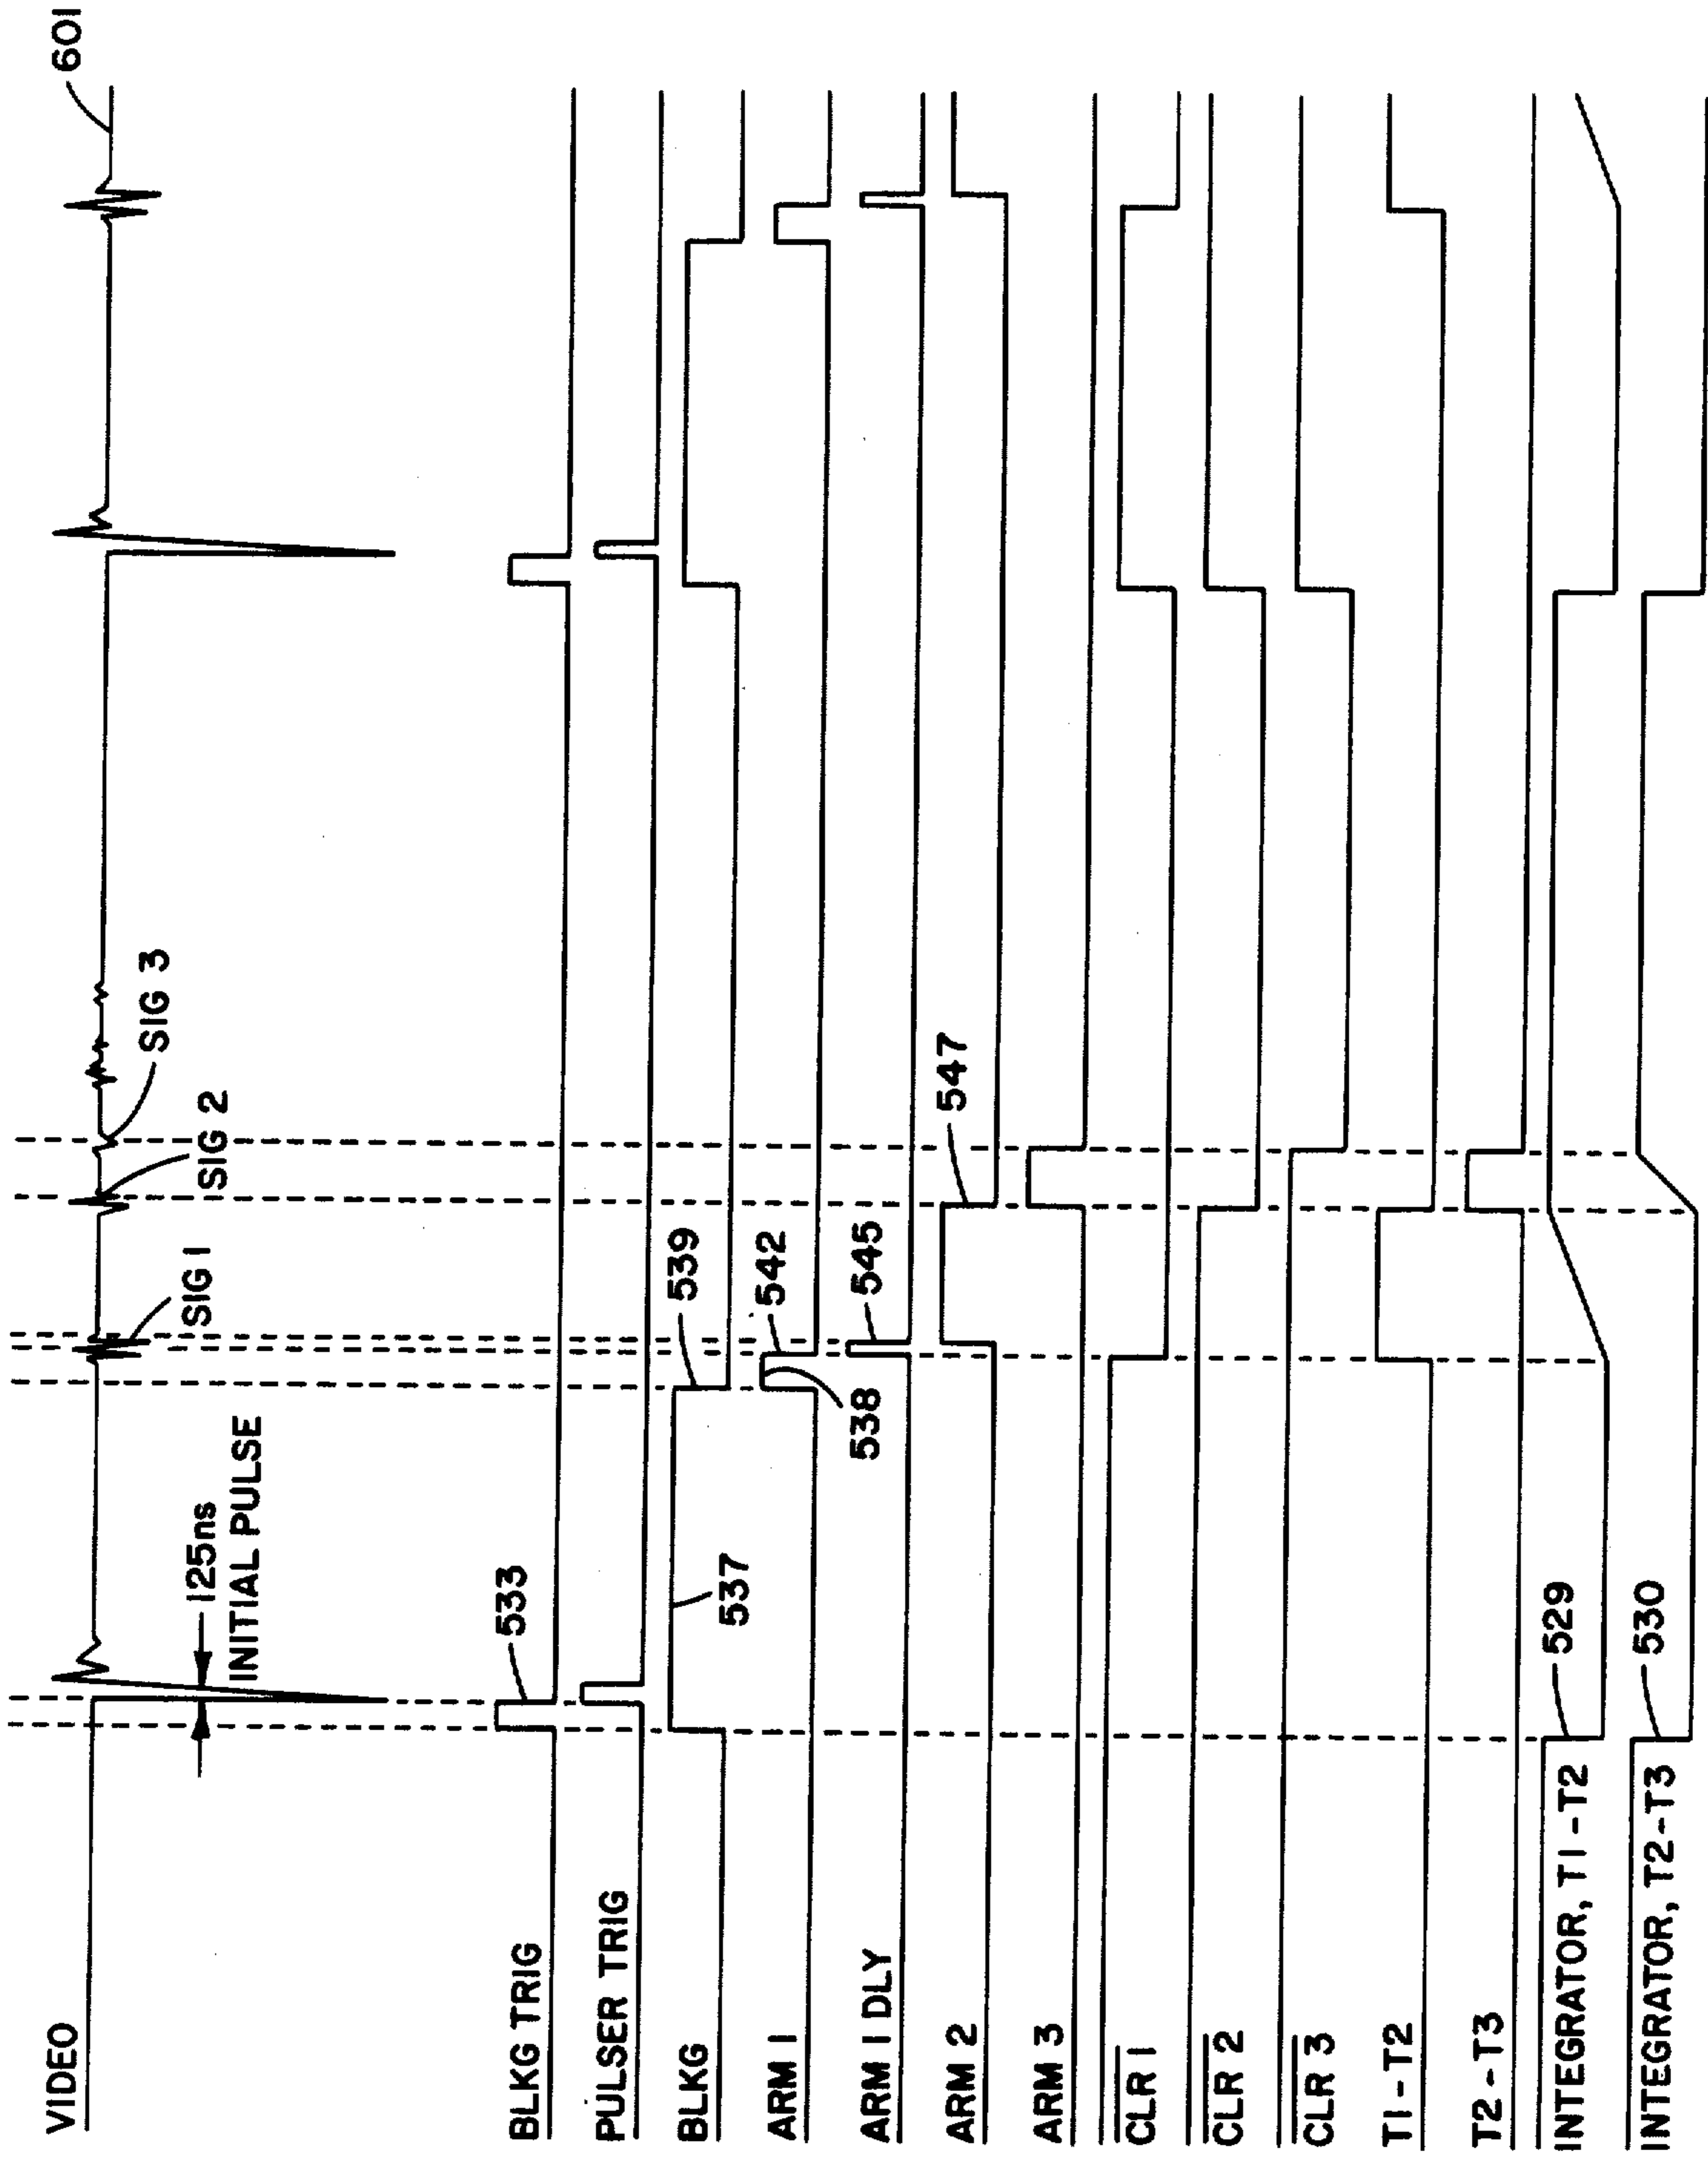 VIDEO
125ns
INITIAL PULSE
SIG 1
SIG 2
SIG 3
601
BLKG TRIG
533
PULSER TRIG
BLKG
537
539
ARM 1
538
542
ARM 1 DLY
545
ARM 2
547
ARM 3
CLR 1
CLR 2
CLR 3
T1-T2
T2-T3
INTEGRATOR, T1-T2
529
INTEGRATOR, T2-T3
530